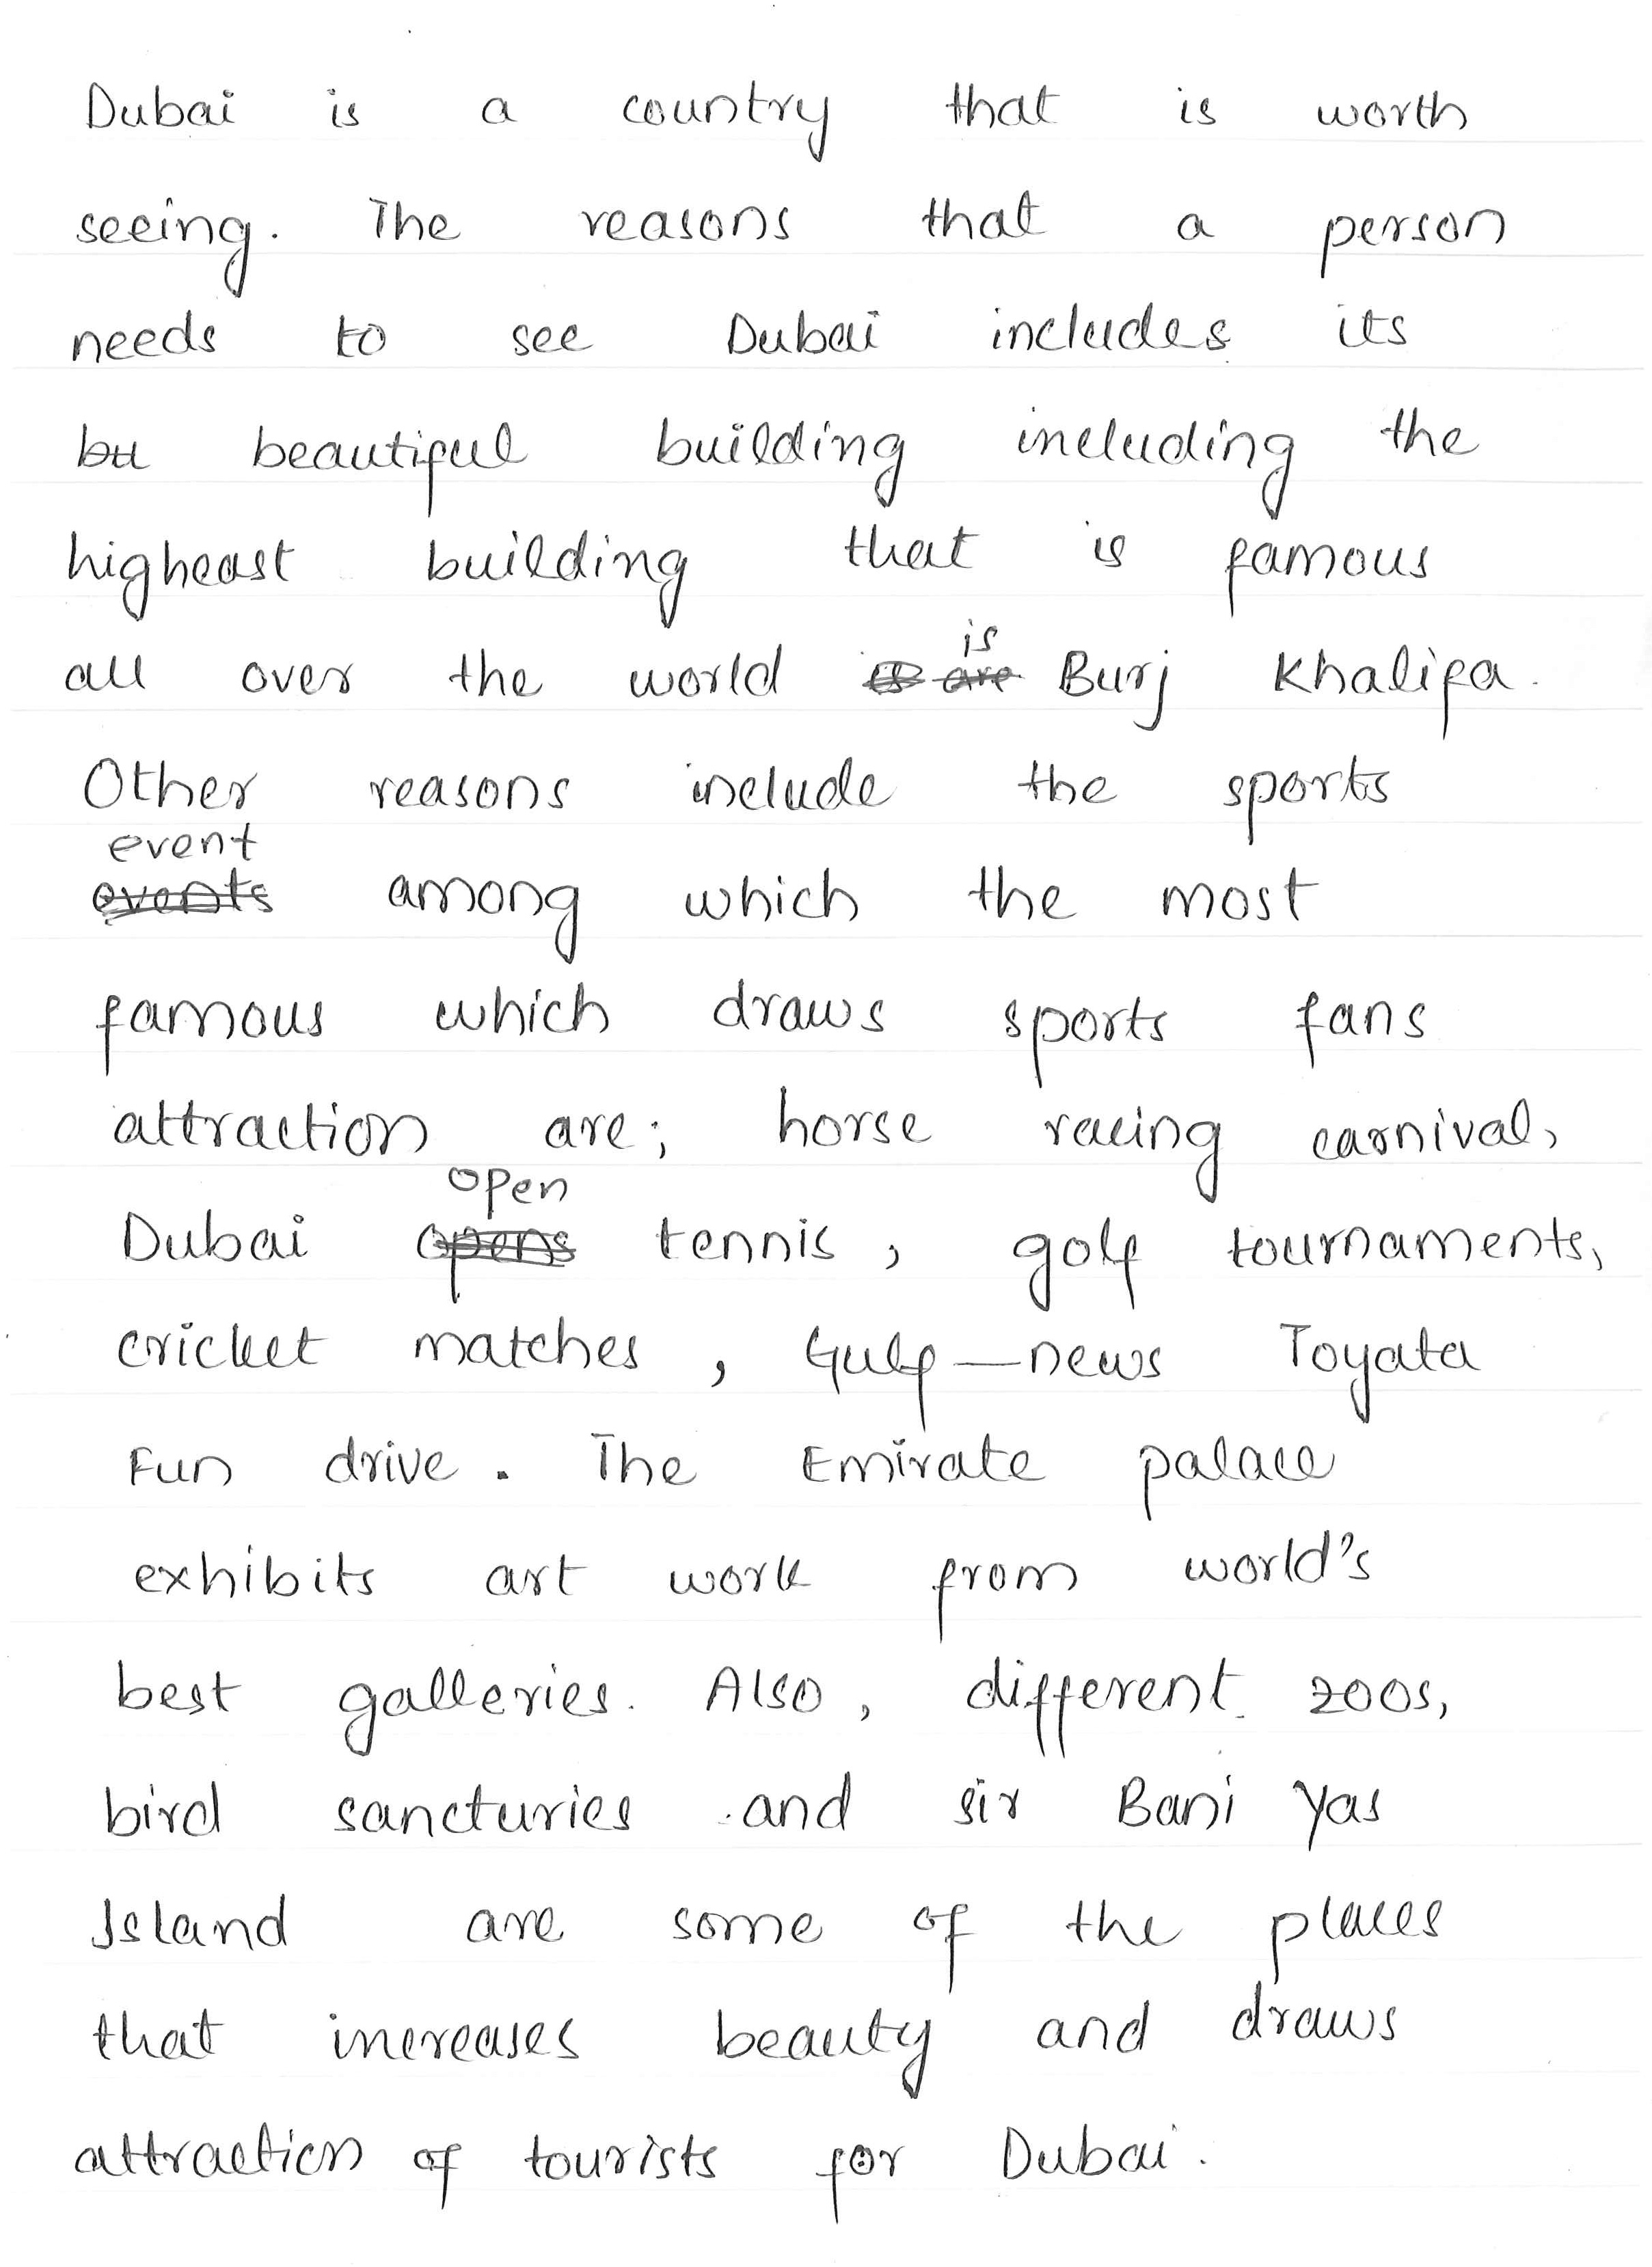 Dubai is a country that is worth
seeing. The reasons that a person
needs to see Dubai includes its
beautiful building including the
higheast building that is famous
all over the world is Burj Khalifa.
Other reasons include the sports
event among which the most
famous which draws sports fans
attraction are; horse racing carnival,
Dubai open tennis, golf tournaments,
cricket matches, Gulf-news Toyata
Fun drive. The Emirate palace
exhibits art work from world's
best galleries. Also, different zoos,
bird sancturies and sir Bani Yas
Island are some of the places
that increases beauty and draws
attraction of tourists for Dubai.